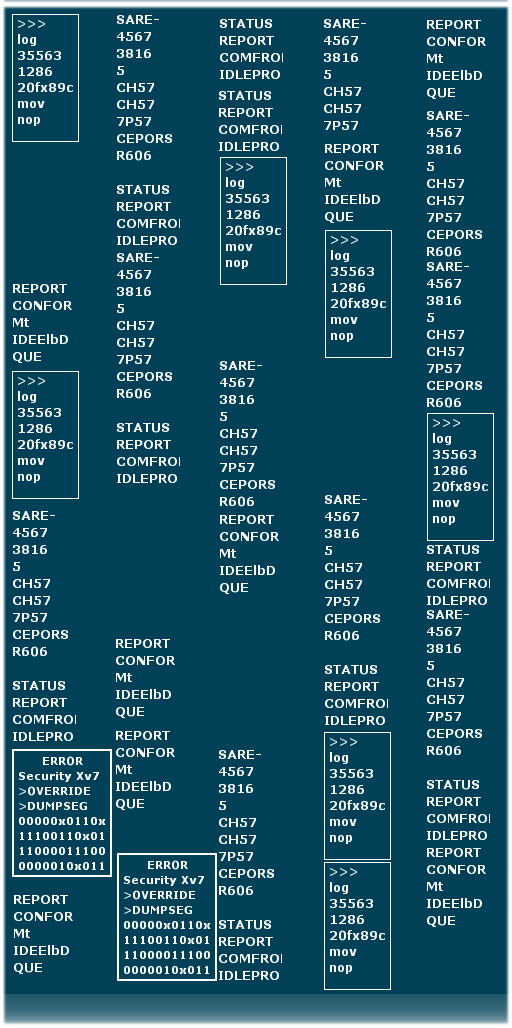 >>>
log
35563
1286
20fx89c
mov
nop
REPORT
CONFOR
Mt
IDEElbD
QUE
>>>
log
35563
1286
20fx89c
mov
nop
SARE-
4567
3816
5
CH57
CH57
7P57
CEPORS
R606
STATUS
REPORT
COMFROI
IDLEPRO
ERROR
Security Xv7
>OVERRIDE
>DUMPSEG
00000x0110x
11100110x01
11000011100
0000010x011
REPORT
CONFOR
Mt
IDEElbD
QUE
SARE-
4567
3816
5
CH57
CH57
7P57
CEPORS
R606
STATUS
REPORT
COMFROI
IDLEPRO
SARE-
4567
3816
5
CH57
CH57
7P57
CEPORS
R606
STATUS
REPORT
COMFROI
IDLEPRO
REPORT
CONFOR
Mt
IDEElbD
QUE
REPORT
CONFOR
Mt
IDEElbD
QUE
ERROR
Security Xv7
>OVERRIDE
>DUMPSEG
00000x0110x
11100110x01
11000011100
0000010x011
STATUS
REPORT
COMFROI
IDLEPRO
STATUS
REPORT
COMFROI
IDLEPRO
>>>
log
35563
1286
20fx89c
mov
nop
SARE-
4567
3816
5
CH57
CH57
7P57
CEPORS
R606
REPORT
CONFOR
Mt
IDEElbD
QUE
SARE-
4567
3816
5
CH57
CH57
7P57
CEPORS
R606
STATUS
REPORT
COMFROI
IDLEPRO
SARE-
4567
3816
5
CH57
CH57
7P57
REPORT
CONFOR
Mt
IDEElbD
QUE
>>>
log
35563
1286
20fx89c
mov
nop
SARE-
4567
3816
5
CH57
CH57
7P57
CEPORS
R606
STATUS
REPORT
COMFROI
IDLEPRO
>>>
log
35563
1286
20fx89c
mov
nop
>>>
log
35563
1286
20fx89c
mov
nop
REPORT
CONFOR
Mt
IDEElbD
QUE
SARE-
4567
3816
5
CH57
CH57
7P57
CEPORS
R606
SARE-
4567
3816
5
CH57
CH57
7P57
CEPORS
R606
>>>
log
35563
1286
20fx89c
mov
nop
STATUS
REPORT
COMFROI
IDLEPRO
SARE-
4567
3816
5
CH57
CH57
7P57
CEPORS
R606
STATUS
REPORT
COMFROI
IDLEPRO
REPORT
CONFOR
Mt
IDEElbD
QUE